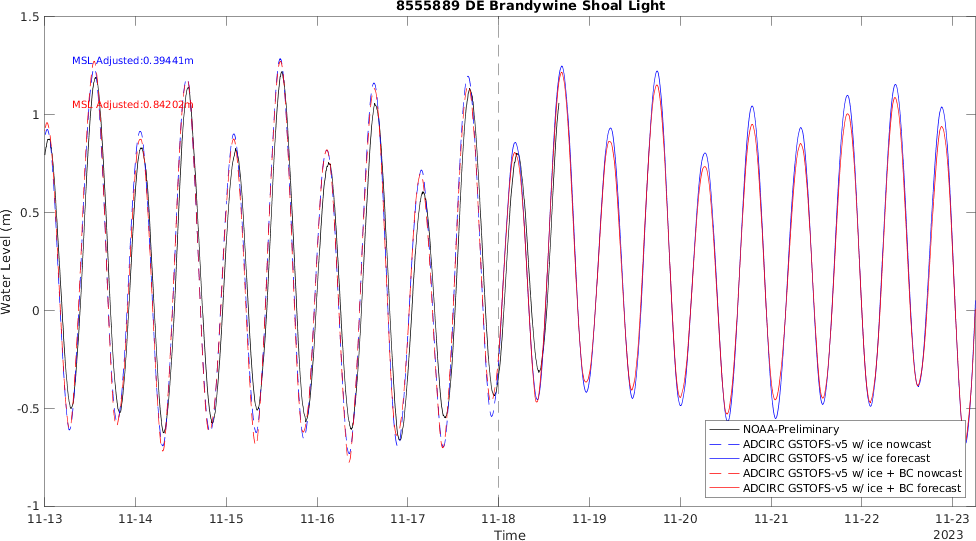 8555889 DE Brandywine Shoal Light
1.5
1
0.5
0
-0.5
-1
Water Level (m)
MSL Adjusted:0.39441m
MSL Adjusted:0.84202m
NOAA-Preliminary
ADCIRC GSTOFS-v5 w/ ice nowcast
ADCIRC GSTOFS-v5 w/ ice forecast
ADCIRC GSTOFS-v5 w/ ice + BC nowcast
ADCIRC GSTOFS-v5 w/ ice + BC forecast
11-13 11-14 11-15 11-16 11-17 11-18 11-19 11-20 11-21 11-22 11-23
Time
2023